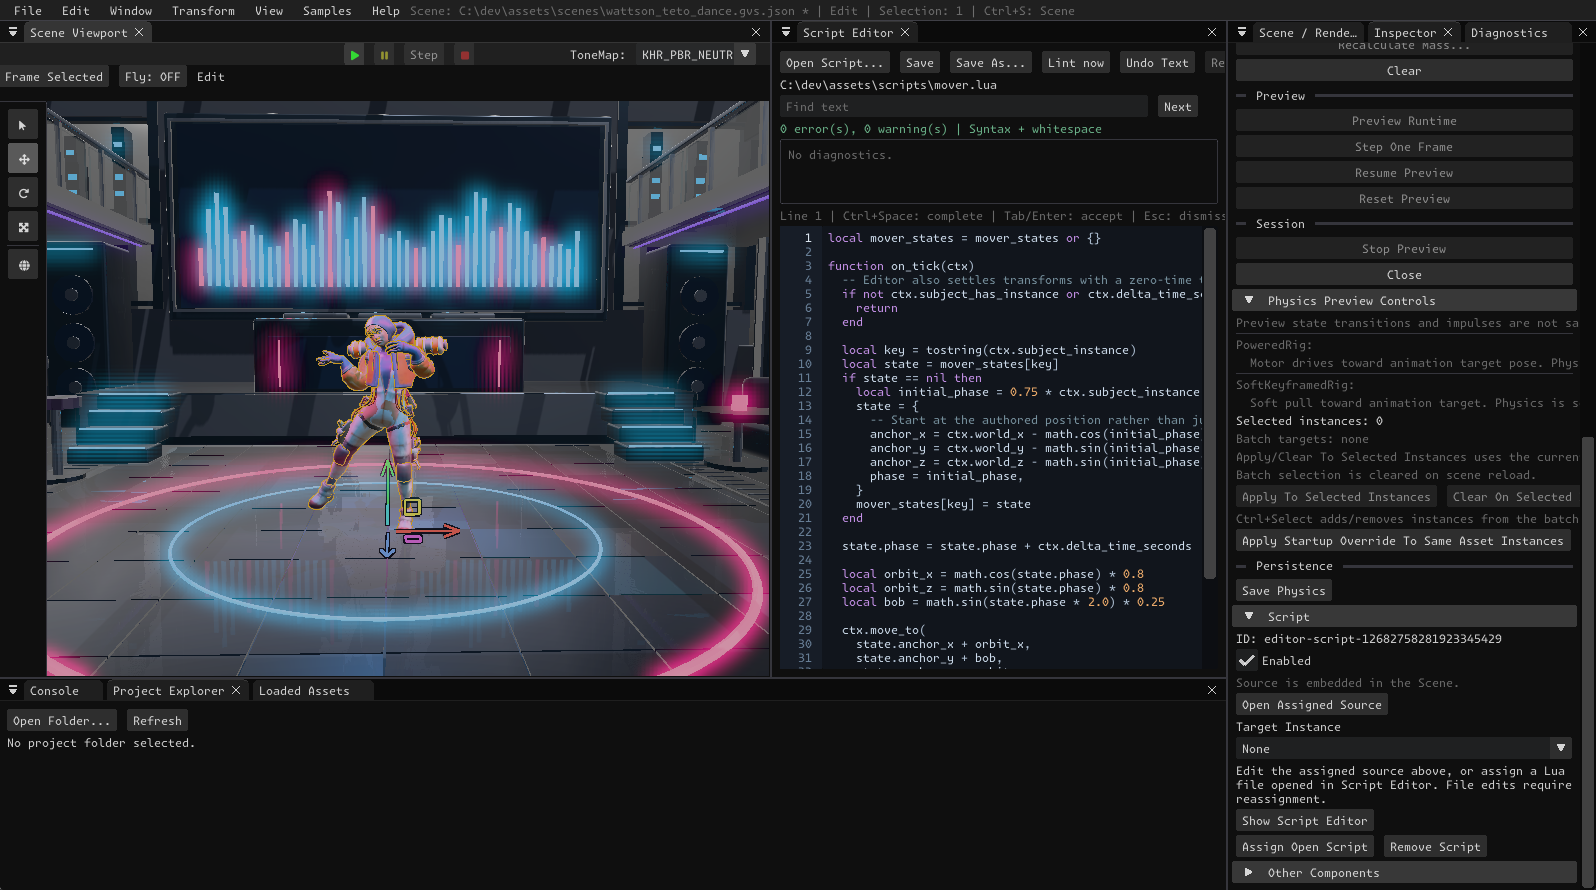 File Edit Window Transform View Samples Help Scene: C:\dev\assets\scenes\wattson_teto_dance.gvs.json * | Edit | Selection: 1 | Ctrl+S: Scene
Scene Viewport
Step ToneMap: KHR_PBR_NEUTR
Frame Selected Fly: OFF Edit
Script Editor
Open Script... Save Save As... Lint now Undo Text Re
C:\dev\assets\scripts\mover.lua
Find text Next
0 error(s), 0 warning(s) | Syntax + whitespace
No diagnostics.
Line 1 | Ctrl+Space: complete | Tab/Enter: accept | Esc: dismiss
1 local mover_states = mover_states or {}
2
3 function on_tick(ctx)
4 -- Editor also settles transforms with a zero-time t
5 if not ctx.subject_has_instance or ctx.delta_time_se
6 return
7 end
8
9 local key = tostring(ctx.subject_instance)
10 local state = mover_states[key]
11 if state == nil then
12 local initial_phase = 0.75 * ctx.subject_instance
13 state = {
14 -- Start at the authored position rather than ju
15 anchor_x = ctx.world_x - math.cos(initial_phase
16 anchor_y = ctx.world_y - math.sin(initial_phase
17 anchor_z = ctx.world_z - math.sin(initial_phase
18 phase = initial_phase,
19 }
20 mover_states[key] = state
21 end
22
23 state.phase = state.phase + ctx.delta_time_seconds
24
25 local orbit_x = math.cos(state.phase) * 0.8
26 local orbit_z = math.sin(state.phase) * 0.8
27 local bob = math.sin(state.phase * 2.0) * 0.25
28
29 ctx.move_to(
30 state.anchor_x + orbit_x,
31 state.anchor_y + bob,
Scene / Rende... Inspector Diagnostics
Recalculate Mass...
Clear
Preview
Preview Runtime
Step One Frame
Resume Preview
Reset Preview
Session
Stop Preview
Close
Physics Preview Controls
Preview state transitions and impulses are not sa
PoweredRig:
Motor drives toward animation target pose. Phys
SoftKeyframedRig:
Soft pull toward animation target. Physics is s
Selected instances: 0
Batch targets: none
Apply/Clear To Selected Instances uses the curren
Batch selection is cleared on scene reload.
Apply To Selected Instances Clear On Selected
Ctrl+Select adds/removes instances from the batch
Apply Startup Override To Same Asset Instances
Persistence
Save Physics
Script
ID: editor-script-12682758281923345429
Enabled
Source is embedded in the Scene.
Open Assigned Source
Target Instance
None
Edit the assigned source above, or assign a Lua
file opened in Script Editor. File edits require
reassignment.
Show Script Editor
Assign Open Script Remove Script
Other Components
Console Project Explorer Loaded Assets
Open Folder... Refresh
No project folder selected.